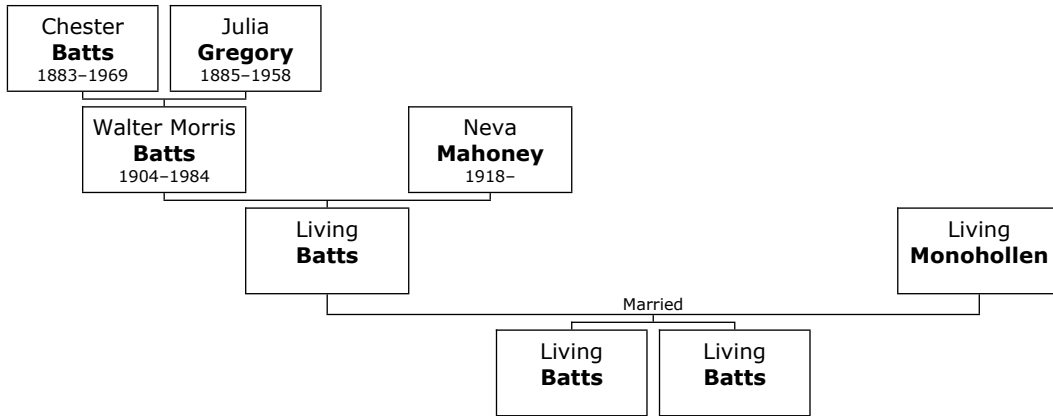 Chester
Batts
1883–1969
Julia
Gregory
1885–1958
Walter Morris
Batts
1904–1984
Neva
Mahoney
1918–
Living
Batts
Living
Monohollen
Married
Living
Batts
Living
Batts